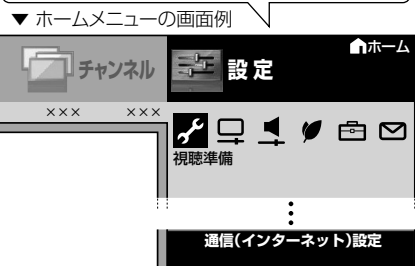 ▼ ホームメニューの画面例
ホーム
チャンネル
設定
××× ×××
視聴準備
通信(インターネット)設定